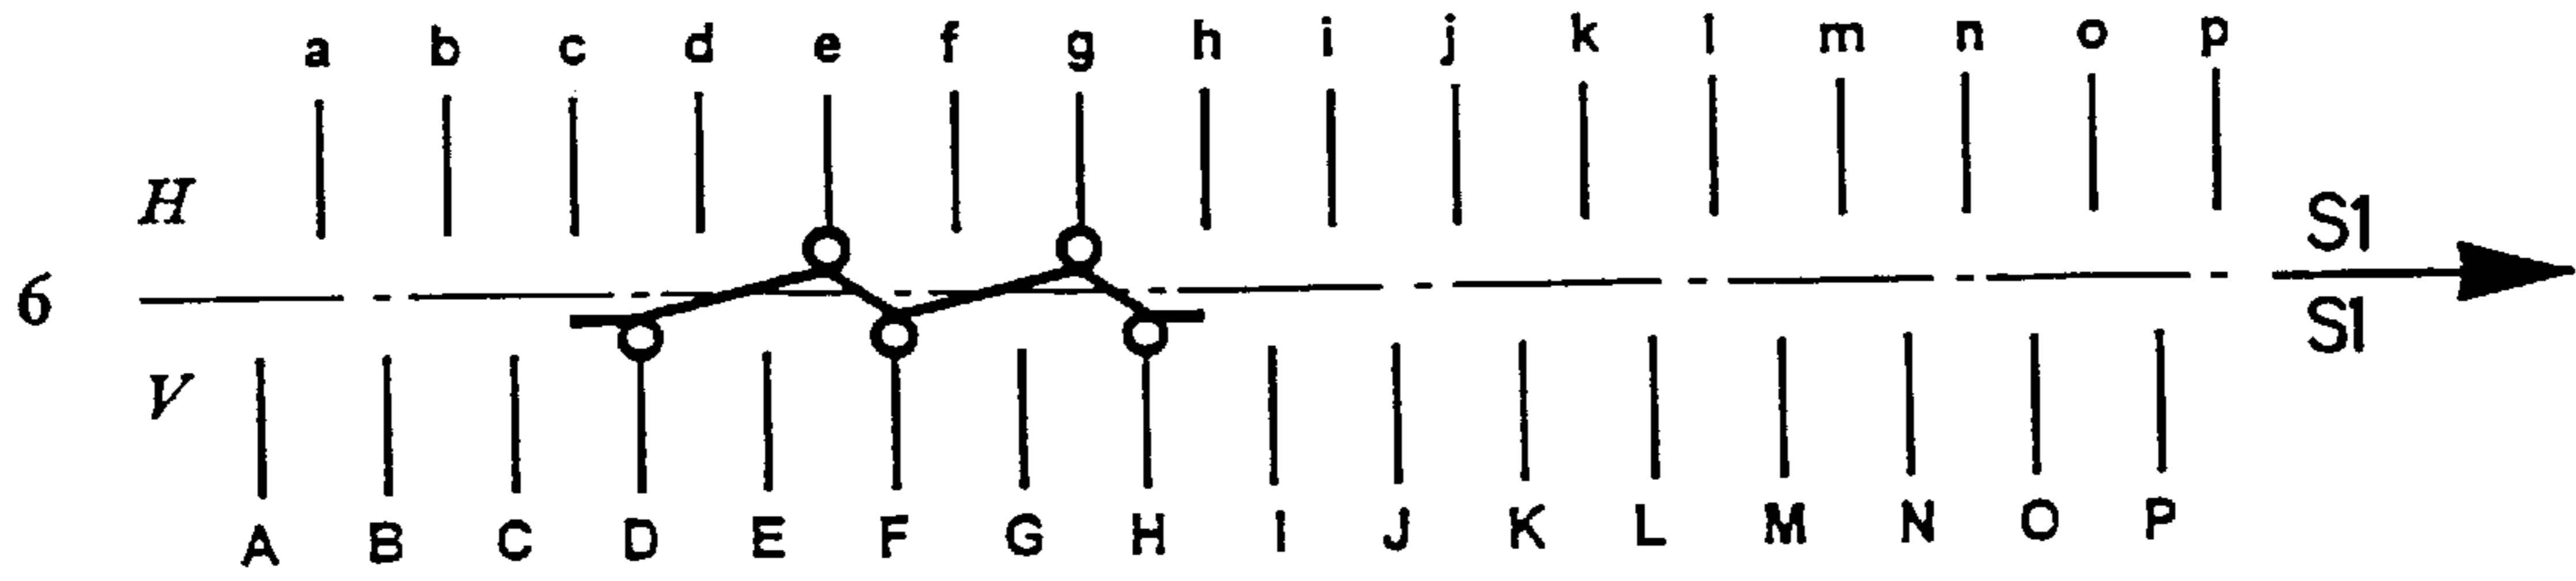 a b c d e f g h i j k l m n o p
H S1
6
V S1
A B C D E F G H I J K L M N O P